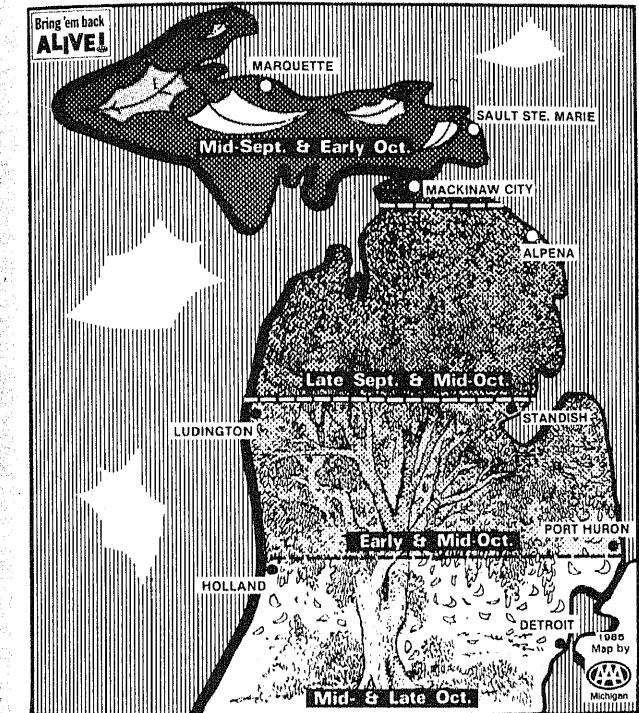 Bring 'em back
ALIVE!
MARQUETTE
SAULT STE. MARIE
Mid-Sept. & Early Oct.
MACKINAW CITY
ALPENA
Late Sept. & Mid-Oct.
LUDINGTON
STANDISH
PORT HURON
Early & Mid-Oct.
HOLLAND
DETROIT
1985
Map by
AAA
Michigan
Mid- & Late Oct.